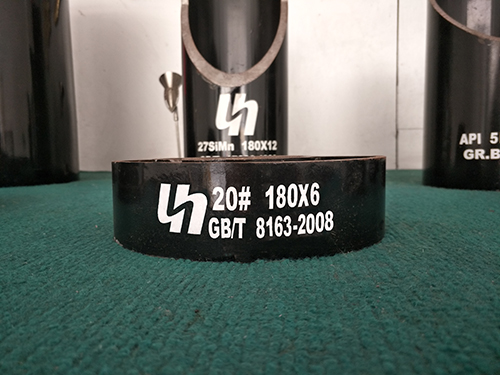 27SiMn 180X12
API 5
GR.B
20# 180X6
GB/T 8163-2008